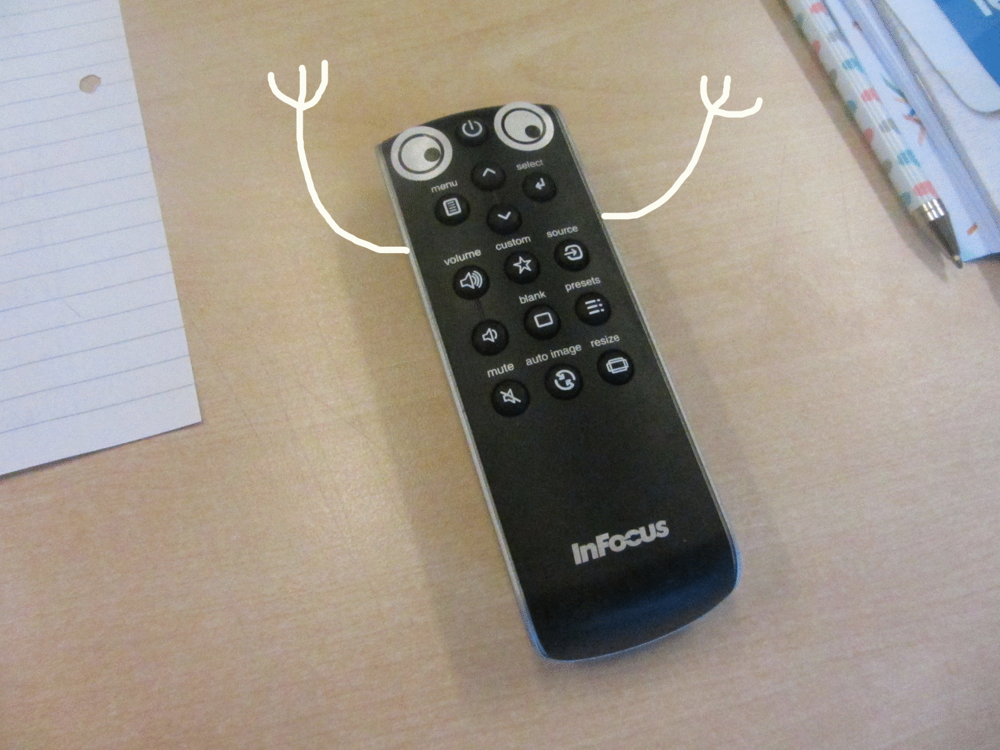 select
menu
source
custom
volume
presets
blank
resize
auto image
mute
InFocus